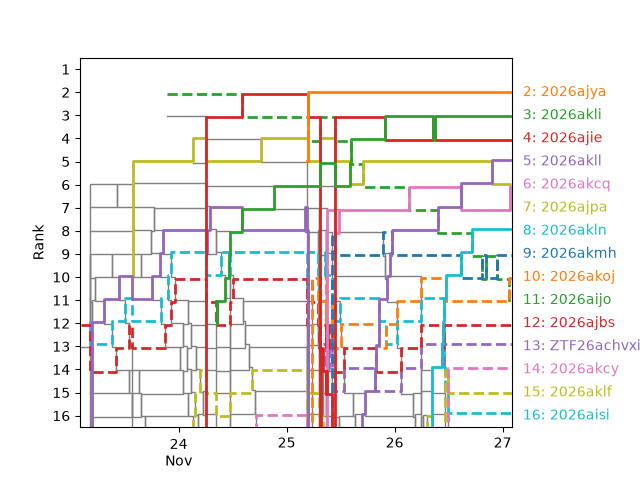 1
2
3
4
5
6
7
8
9
10
11
12
13
14
15
16
Rank
24
25
26
27
Nov
2: 2026ajya
3: 2026akli
4: 2026ajie
5: 2026akll
6: 2026akcq
7: 2026ajpa
8: 2026akln
9: 2026akmh
10: 2026akoj
11: 2026aijo
12: 2026ajbs
13: ZTF26achvxi
14: 2026akcy
15: 2026aklf
16: 2026aisi